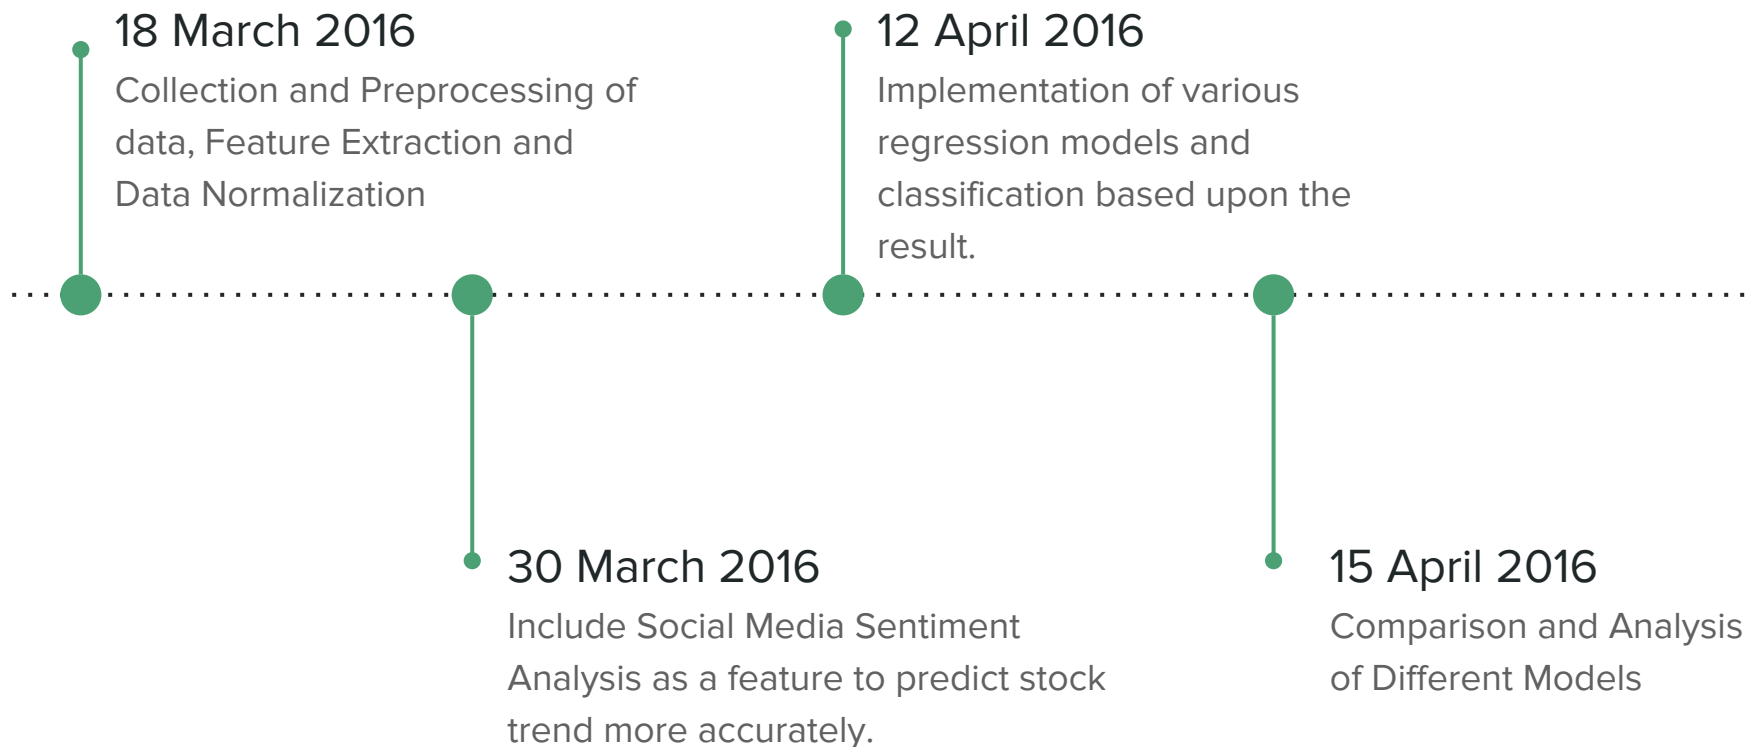 18 March 2016
Collection and Preprocessing of
data, Feature Extraction and
Data Normalization
12 April 2016
Implementation of various
regression models and
classification based upon the
result.
30 March 2016
Include Social Media Sentiment
Analysis as a feature to predict stock
trend more accurately.
15 April 2016
Comparison and Analysis
of Different Models